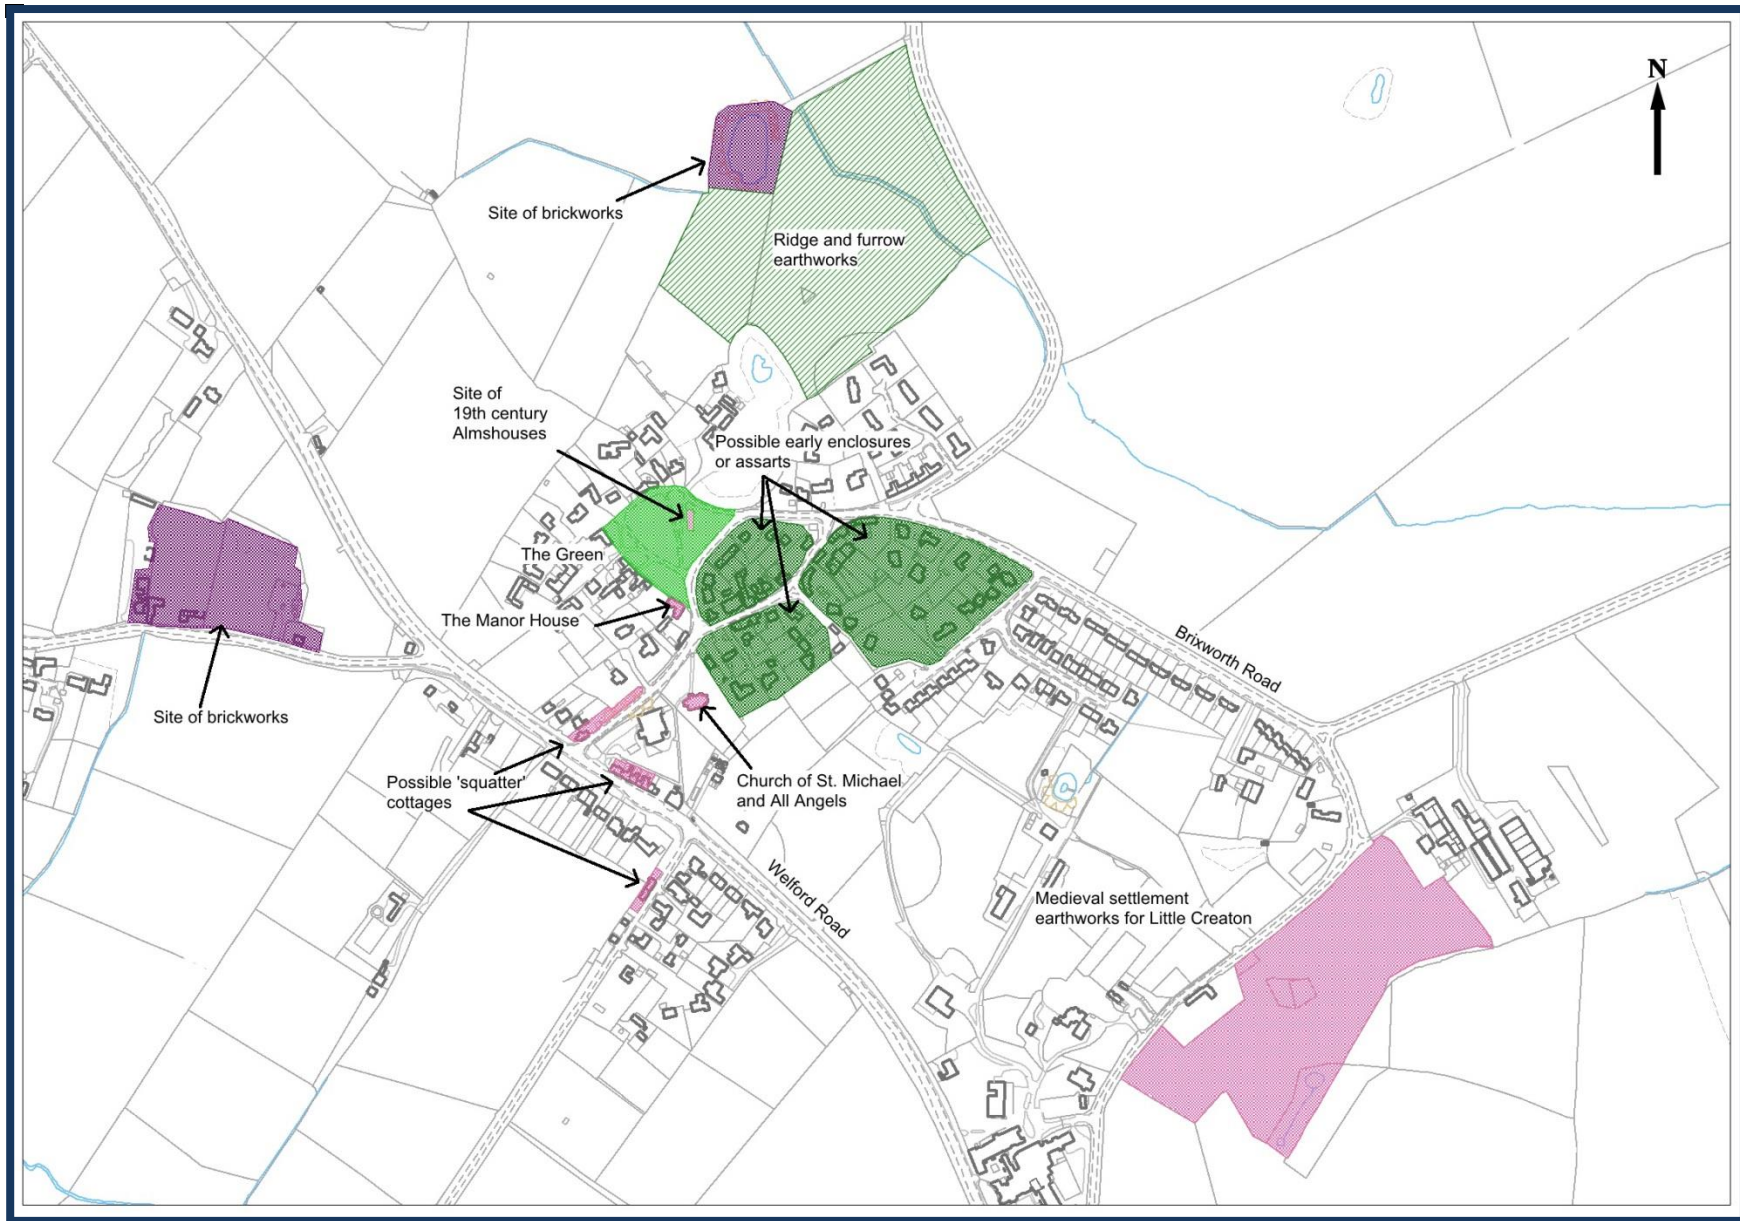 N
Site of brickworks
Ridge and furrow
earthworks
Site of
19th century
Almshouses
Possible early enclosures
or assarts
The Green
The Manor House
Brixworth Road
Site of brickworks
Possible 'squatter'
cottages
Church of St. Michael
and All Angels
Welford Road
Medieval settlement
earthworks for Little Creaton